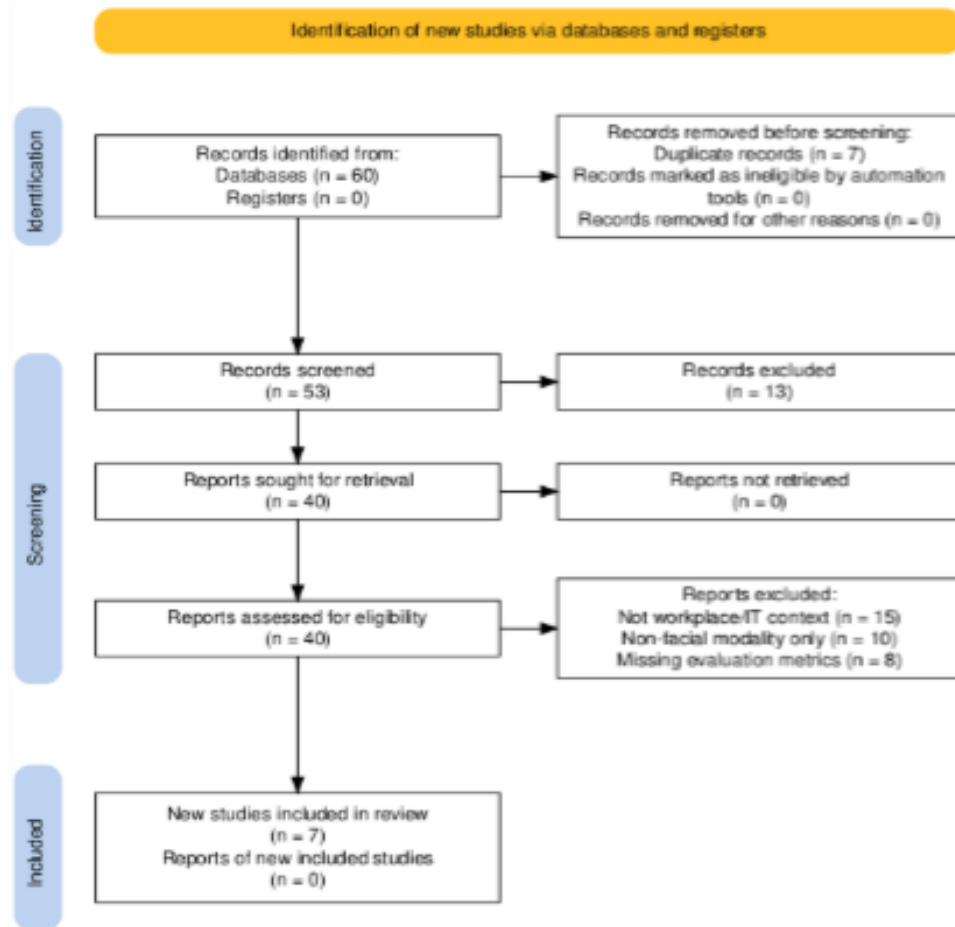 Identification of new studies via databases and registers
Identification
Records identified from:
Databases (n = 60)
Registers (n = 0)
Records removed before screening:
Duplicate records (n = 7)
Records marked as ineligible by automation
tools (n = 0)
Records removed for other reasons (n = 0)
Screening
Records screened
(n = 53)
Records excluded
(n = 13)
Reports sought for retrieval
(n = 40)
Reports not retrieved
(n = 0)
Reports assessed for eligibility
(n = 40)
Reports excluded:
Not workplace/IT context (n = 15)
Non-facial modality only (n = 10)
Missing evaluation metrics (n = 8)
Included
New studies included in review
(n = 7)
Reports of new included studies
(n = 0)